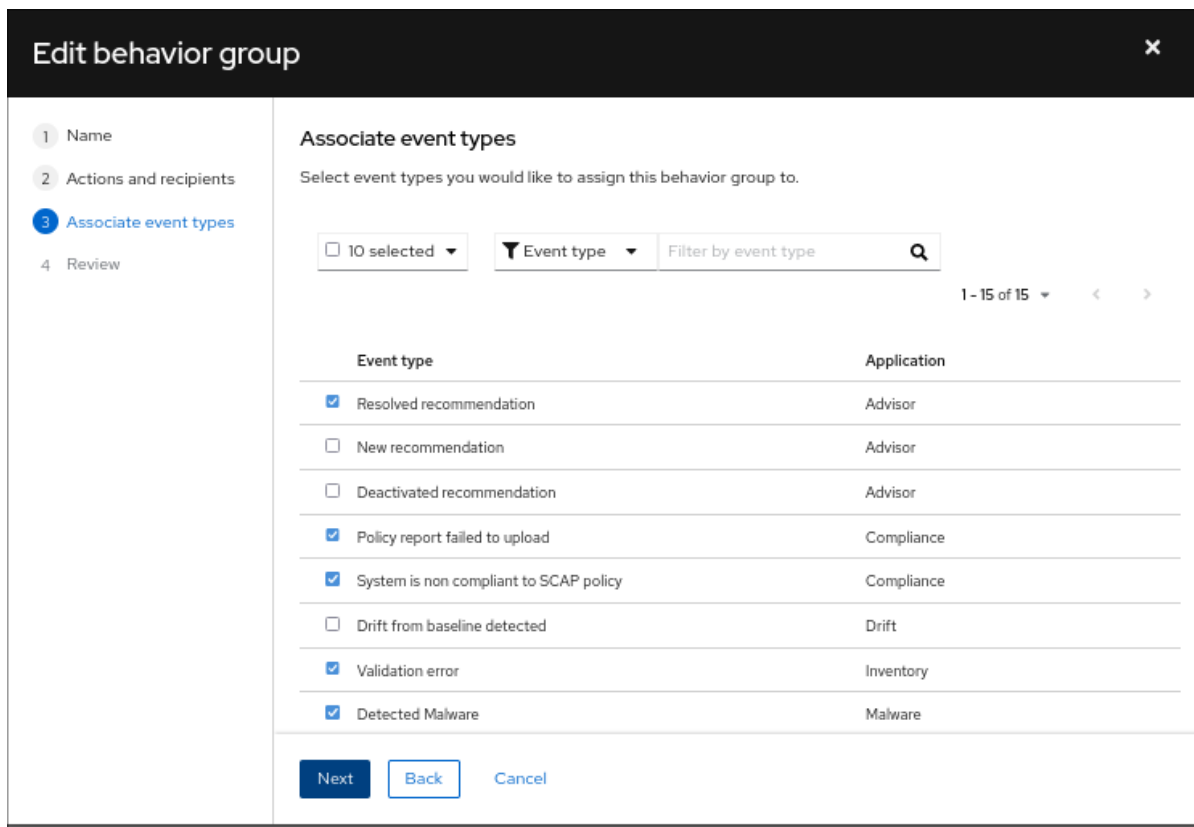 Edit behavior group
1 Name
2 Actions and recipients
3 Associate event types
4 Review
Associate event types
Select event types you would like to assign this behavior group to.
10 selected
Event type
Filter by event type
1 - 15 of 15
Event type Application
Resolved recommendation Advisor
New recommendation Advisor
Deactivated recommendation Advisor
Policy report failed to upload Compliance
System is non compliant to SCAP policy Compliance
Drift from baseline detected Drift
Validation error Inventory
Detected Malware Malware
Next Back Cancel